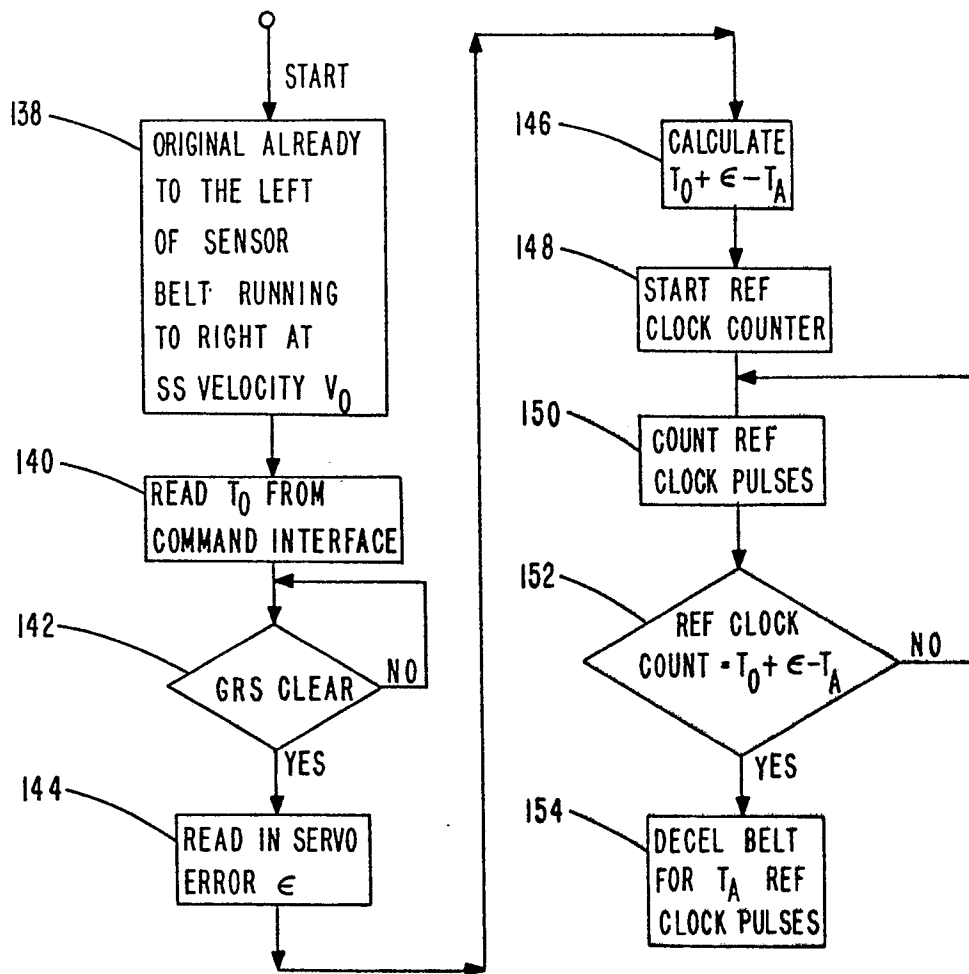 START
138
ORIGINAL ALREADY
TO THE LEFT
OF SENSOR
BELT RUNNING
TO RIGHT AT
SS VELOCITY V0
140
READ T0 FROM
COMMAND INTERFACE
142
GRS CLEAR
NO
YES
144
READ IN SERVO
ERROR ϵ
146
CALCULATE
T0 + ϵ - TA
148
START REF
CLOCK COUNTER
150
COUNT REF
CLOCK PULSES
152
REF CLOCK
COUNT = T0 + ϵ - TA
NO
YES
154
DECEL BELT
FOR TA REF
CLOCK PULSES